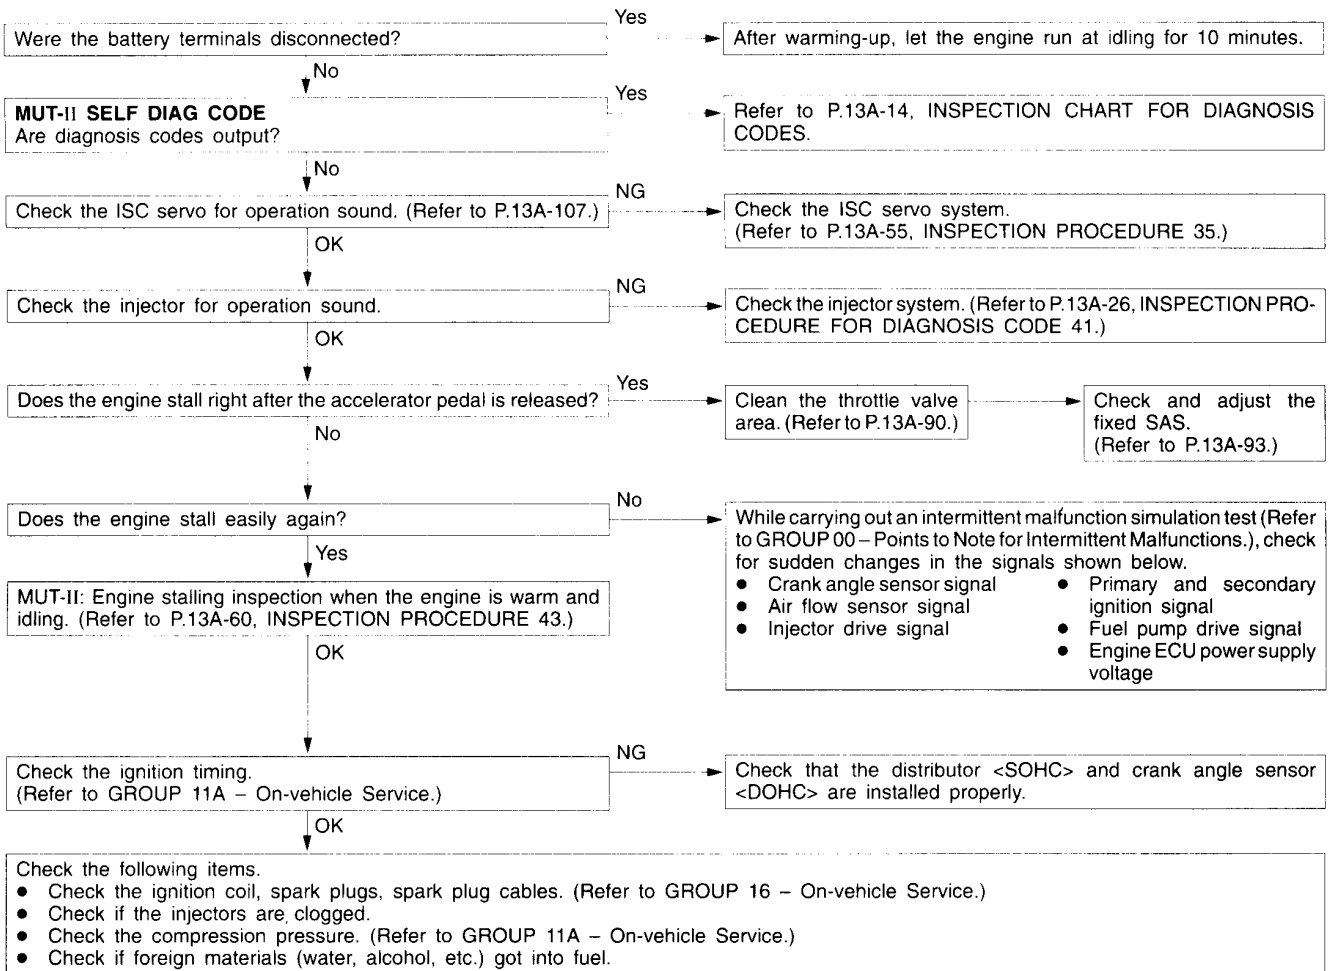 Were the battery terminals disconnected?
Yes
After warming-up, let the engine run at idling for 10 minutes.
No
MUT-II SELF DIAG CODE
Are diagnosis codes output?
Yes
Refer to P.13A-14, INSPECTION CHART FOR DIAGNOSIS
CODES.
No
Check the ISC servo for operation sound. (Refer to P.13A-107.)
NG
Check the ISC servo system.
(Refer to P.13A-55, INSPECTION PROCEDURE 35.)
OK
Check the injector for operation sound.
NG
Check the injector system. (Refer to P.13A-26, INSPECTION PRO-
CEDURE FOR DIAGNOSIS CODE 41.)
OK
Does the engine stall right after the accelerator pedal is released?
Yes
Clean the throttle valve
area. (Refer to P.13A-90.)
Check and adjust the
fixed SAS.
(Refer to P.13A-93.)
No
Does the engine stall easily again?
No
While carrying out an intermittent malfunction simulation test (Refer
to GROUP 00 – Points to Note for Intermittent Malfunctions.), check
for sudden changes in the signals shown below.
● Crank angle sensor signal
● Air flow sensor signal
● Injector drive signal
● Primary and secondary
ignition signal
● Fuel pump drive signal
● Engine ECU power supply
voltage
Yes
MUT-II: Engine stalling inspection when the engine is warm and
idling. (Refer to P.13A-60, INSPECTION PROCEDURE 43.)
OK
Check the ignition timing.
(Refer to GROUP 11A – On-vehicle Service.)
NG
Check that the distributor <SOHC> and crank angle sensor
<DOHC> are installed properly.
OK
Check the following items.
● Check the ignition coil, spark plugs, spark plug cables. (Refer to GROUP 16 – On-vehicle Service.)
● Check if the injectors are clogged.
● Check the compression pressure. (Refer to GROUP 11A – On-vehicle Service.)
● Check if foreign materials (water, alcohol, etc.) got into fuel.